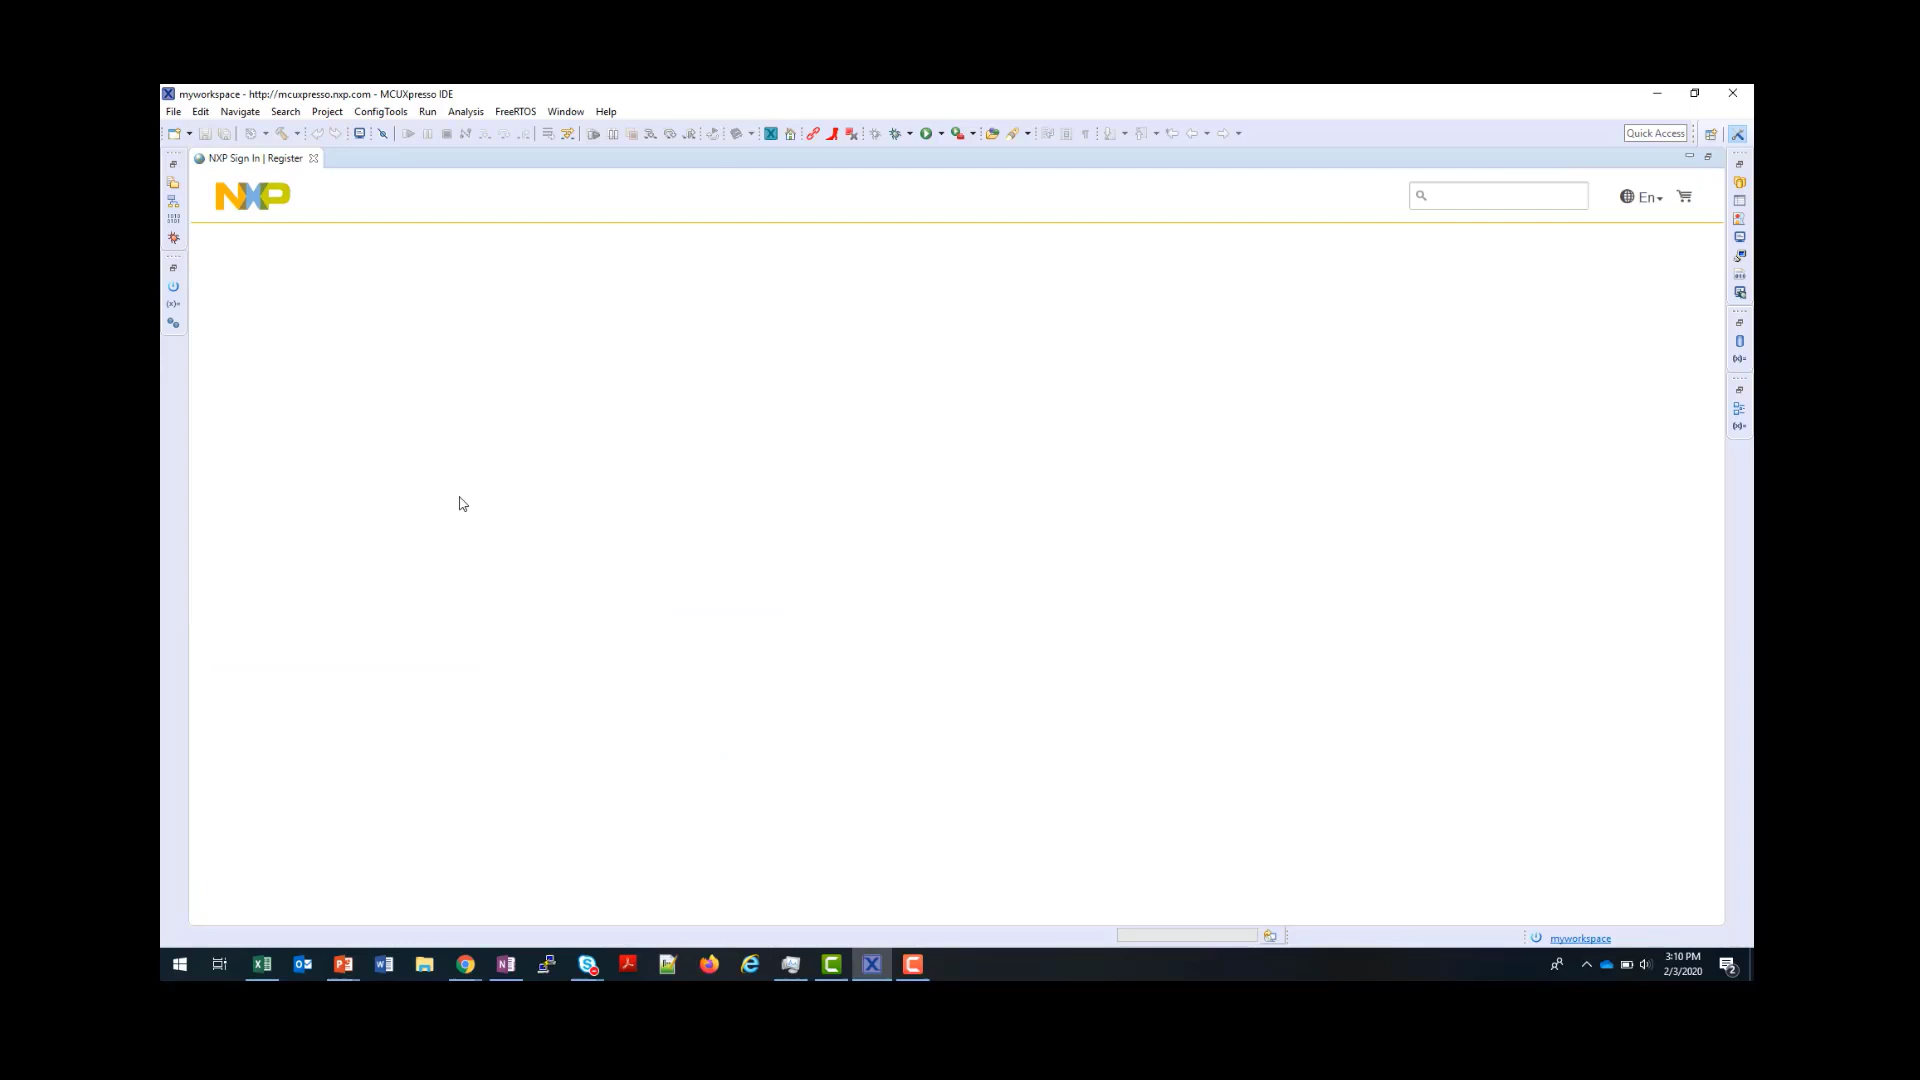 myworkspace - http://mcuxpresso.nxp.com - MCUXpresso IDE
File Edit Navigate Search Project ConfigTools Run Analysis FreeRTOS Window Help
Quick Access
NXP Sign In | Register
NXP
En
myworkspace
3:10 PM
2/3/2020
2